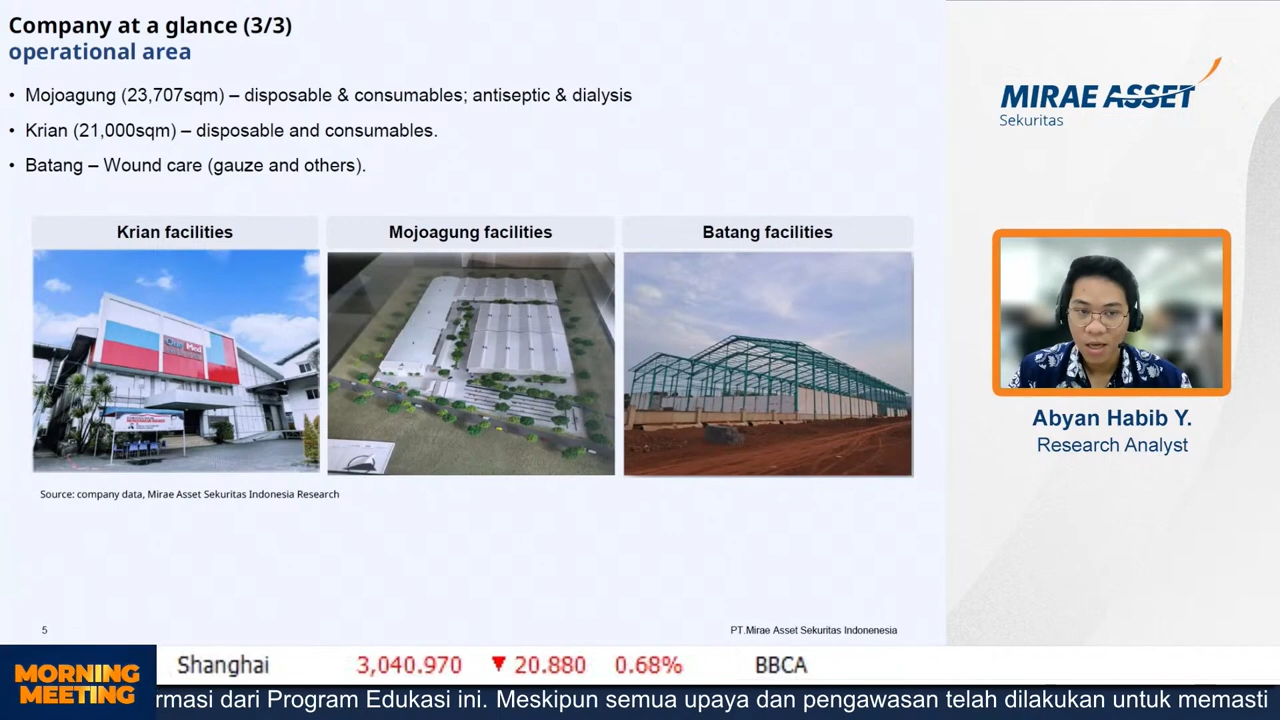 Company at a glance (3/3)
operational area
• Mojoagung (23,707sqm) – disposable & consumables; antiseptic & dialysis
• Krian (21,000sqm) – disposable and consumables.
• Batang – Wound care (gauze and others).
Krian facilities
Mojoagung facilities
Batang facilities
Source: company data, Mirae Asset Sekuritas Indonesia Research
5
PT.Mirae Asset Sekuritas Indonenesia
MIRAE ASSET
Sekuritas
Abyan Habib Y.
Research Analyst
Shanghai 3,040.970 ▼ 20.880 0.68% BBCA
MORNING
MEETING
rmasi dari Program Edukasi ini. Meskipun semua upaya dan pengawasan telah dilakukan untuk memasti